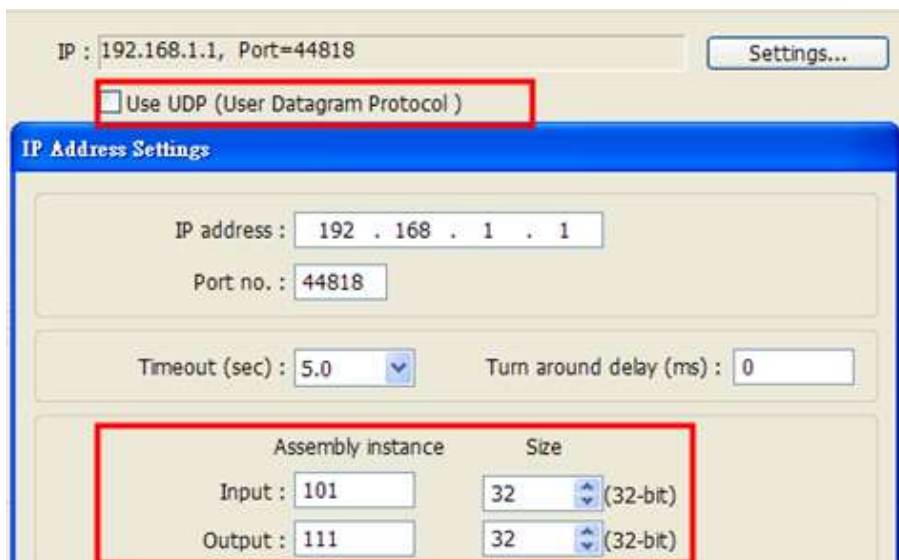 IP : 192.168.1.1, Port=44818 Settings...
Use UDP (User Datagram Protocol )
IP Address Settings
IP address : 192 . 168 . 1 . 1
Port no. : 44818
Timeout (sec) : 5.0 Turn around delay (ms) : 0
Assembly instance Size
Input : 101 32 (32-bit)
Output : 111 32 (32-bit)